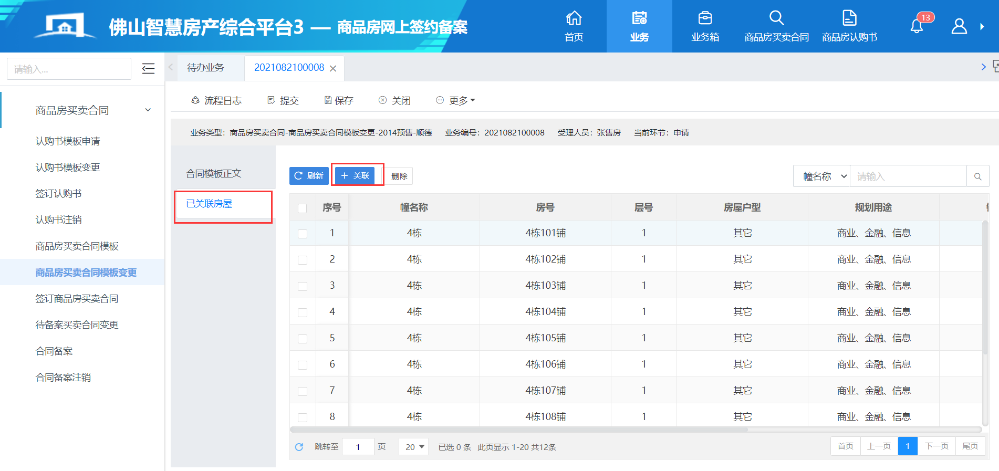 佛山智慧房产综合平台3 — 商品房网上签约备案
首页
业务
业务箱
商品房买卖合同
商品房认购书
13
请输入...
待办业务
2021082100008
商品房买卖合同
认购书模板申请
认购书模板变更
签订认购书
认购书注销
商品房买卖合同模板
商品房买卖合同模板变更
签订商品房买卖合同
待备案买卖合同变更
合同备案
合同备案注销
流程日志 提交 保存 关闭 更多
业务类型：商品房买卖合同-商品房买卖合同模板变更-2014预售-顺德 业务编号：2021082100008 受理人员：张售房 当前环节：申请
合同模板正文
已关联房屋
刷新 关联 删除
幢名称 请输入
序号 幢名称 房号 层号 房屋户型 规划用途
1 4栋 4栋101铺 1 其它 商业、金融、信息
2 4栋 4栋102铺 1 其它 商业、金融、信息
3 4栋 4栋103铺 1 其它 商业、金融、信息
4 4栋 4栋104铺 1 其它 商业、金融、信息
5 4栋 4栋105铺 1 其它 商业、金融、信息
6 4栋 4栋106铺 1 其它 商业、金融、信息
7 4栋 4栋107铺 1 其它 商业、金融、信息
8 4栋 4栋108铺 1 其它 商业、金融、信息
跳转至 1 页 20 已选 0 条 此页显示 1-20 共12条
首页 上一页 1 下一页 尾页